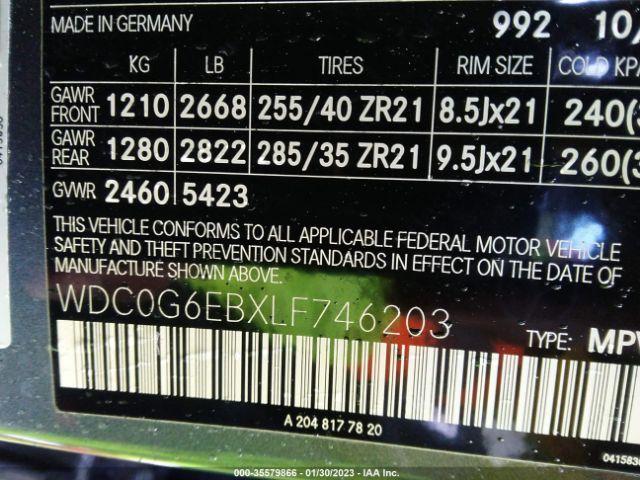 MADE IN GERMANY 992 10/
KG LB TIRES RIM SIZE COLD KPA
GAWR FRONT 1210 2668 255/40 ZR21 8.5Jx21 240(3
GAWR REAR 1280 2822 285/35 ZR21 9.5Jx21 260(3
GVWR 2460 5423
THIS VEHICLE CONFORMS TO ALL APPLICABLE FEDERAL MOTOR VEHICLE
SAFETY AND THEFT PREVENTION STANDARDS IN EFFECT ON THE DATE OF
MANUFACTURE SHOWN ABOVE.
WDC0G6EBXLF746203
TYPE: MPV
A 204 817 78 20
041583
000-35579866 - 01/30/2023 - IAA Inc.